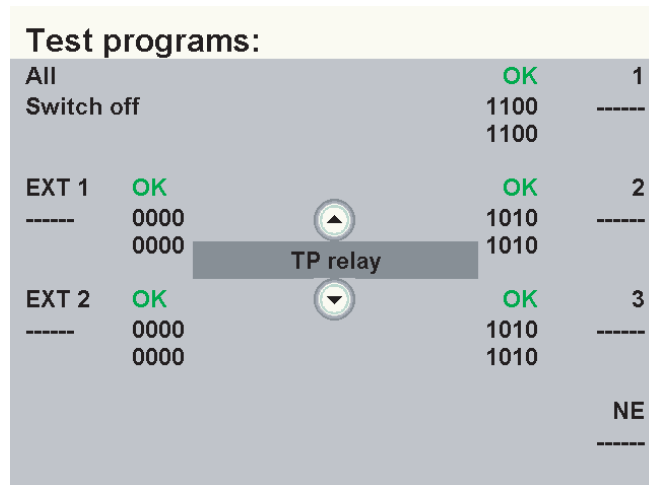 Test programs:
All OK 1
Switch off 1100 ------
1100
EXT 1 OK OK 2
------ 0000 1010 ------
0000 TP relay 1010
EXT 2 OK OK 3
------ 0000 1010 ------
0000 1010
NE
------